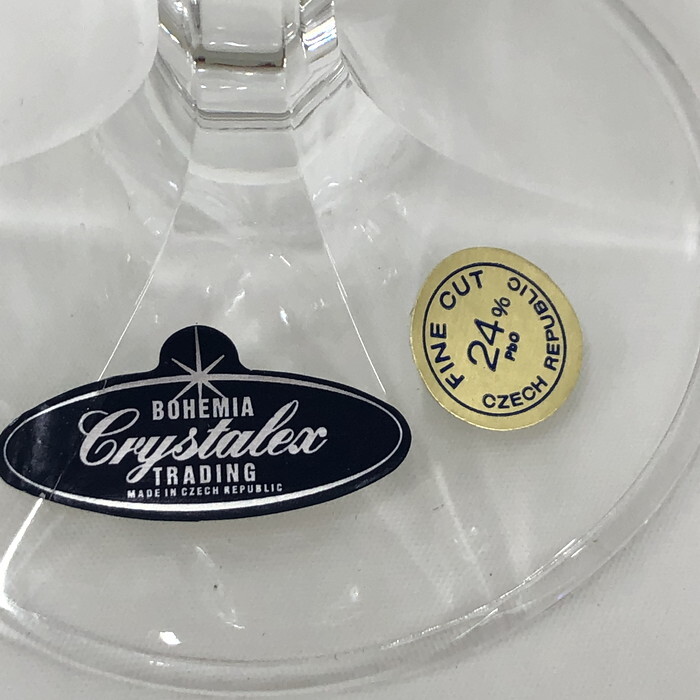 BOHEMIA
Crystalex
TRADING
MADE IN CZECH REPUBLIC
FINE CUT
24%
PbO
CZECH REPUBLIC